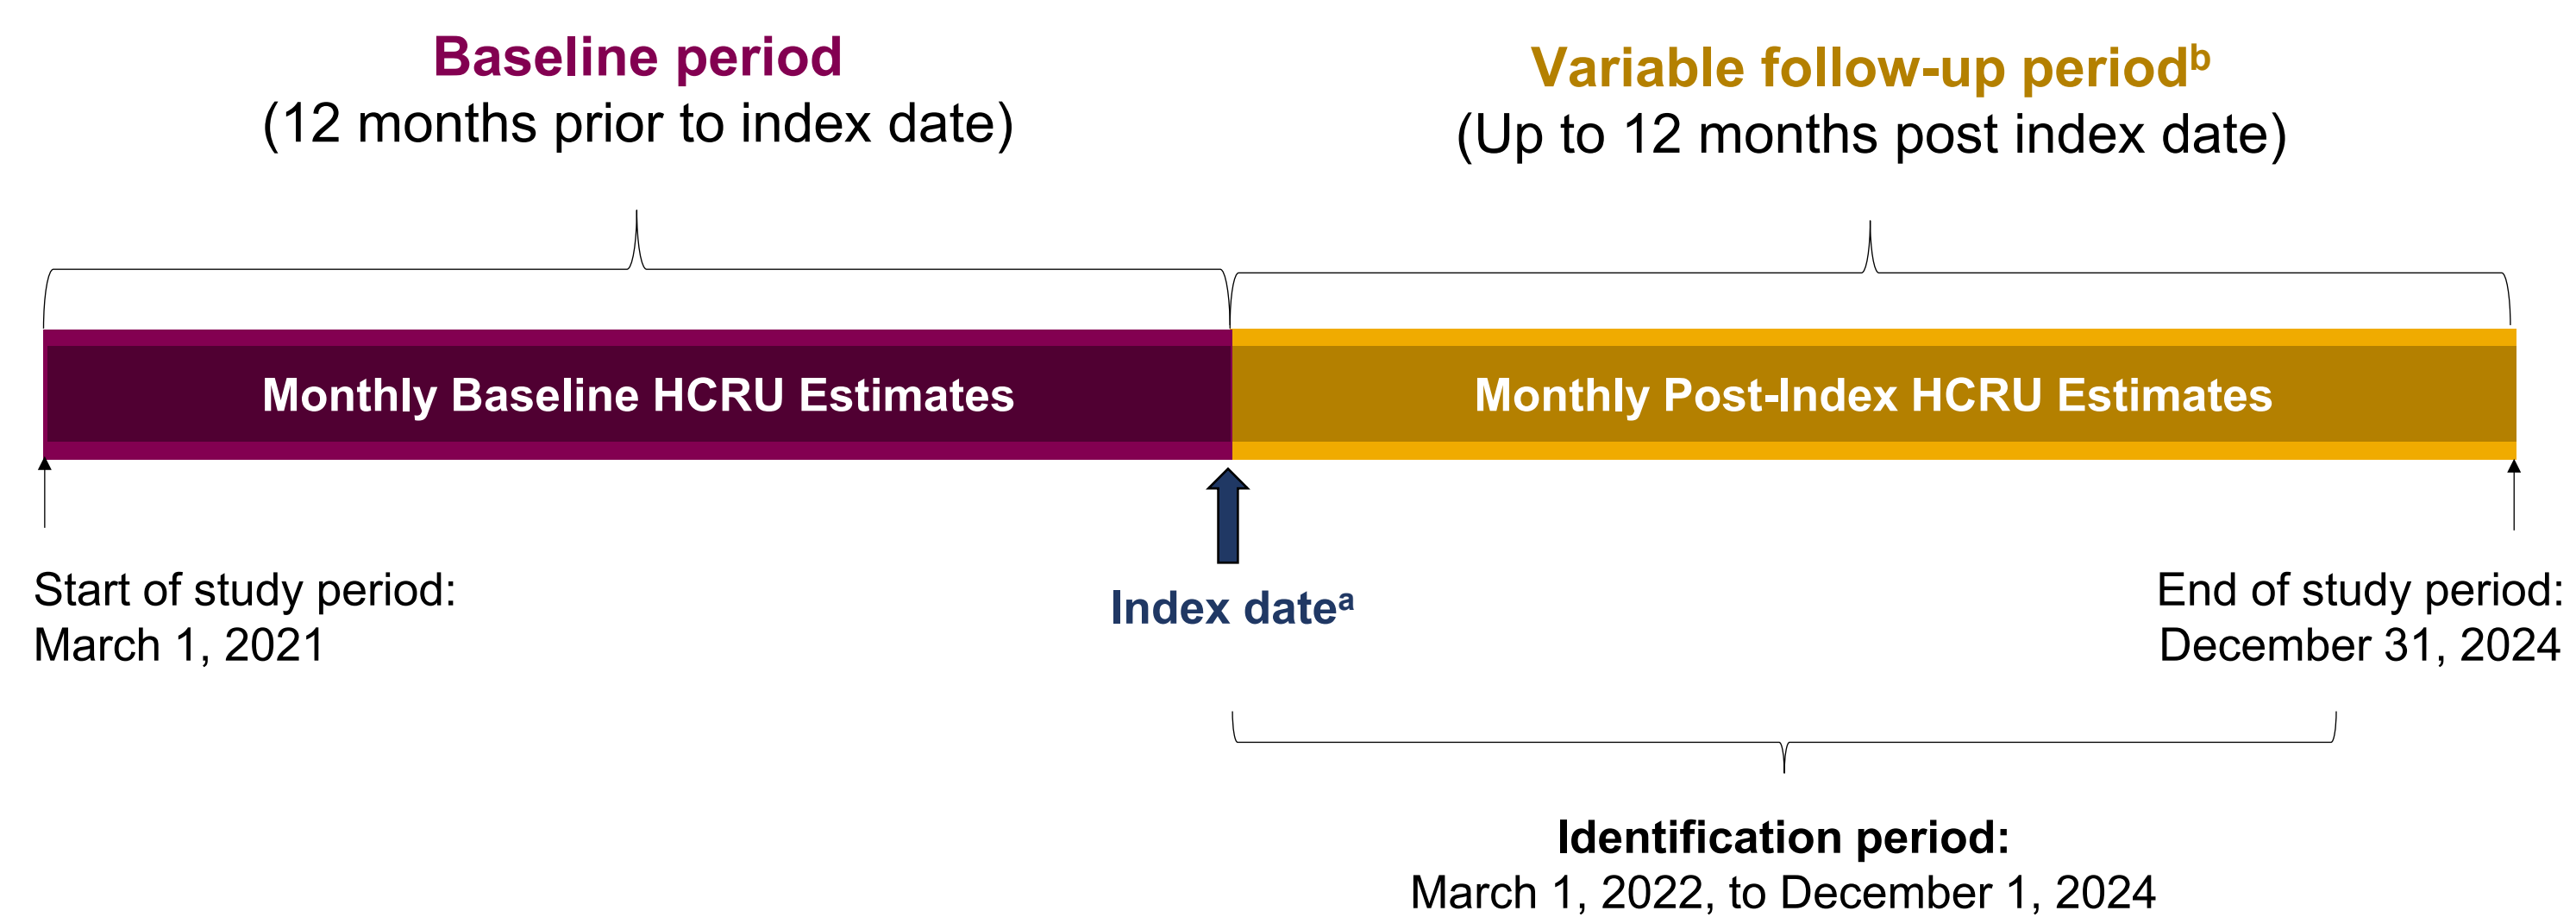 Baseline period
(12 months prior to index date)
Variable follow-up periodᵇ
(Up to 12 months post index date)
Monthly Baseline HCRU Estimates
Monthly Post-Index HCRU Estimates
Start of study period:
March 1, 2021
Index dateᵃ
End of study period:
December 31, 2024
Identification period:
March 1, 2022, to December 1, 2024